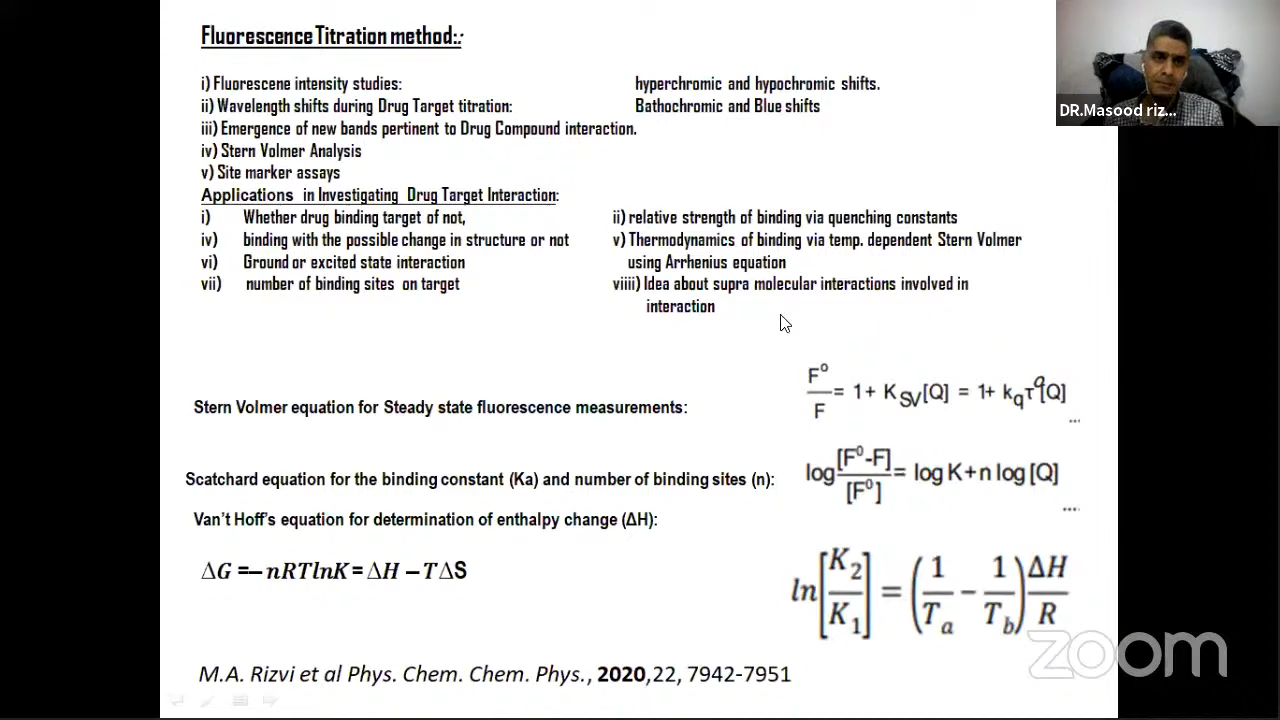 Fluorescence Titration method::
i) Fluorescene intensity studies: hyperchromic and hypochromic shifts.
ii) Wavelength shifts during Drug Target titration: Bathochromic and Blue shifts
iii) Emergence of new bands pertinent to Drug Compound interaction.
iv) Stern Volmer Analysis
v) Site marker assays
Applications in Investigating Drug Target Interaction:
i) Whether drug binding target of not, ii) relative strength of binding via quenching constants
iv) binding with the possible change in structure or not v) Thermodynamics of binding via temp. dependent Stern Volmer
vi) Ground or excited state interaction using Arrhenius equation
vii) number of binding sites on target viiii) Idea about supra molecular interactions involved in
interaction
Stern Volmer equation for Steady state fluorescence measurements: F⁰/F = 1+ K_SV[Q] = 1+ k_qτ^q[Q]
...
Scatchard equation for the binding constant (Ka) and number of binding sites (n): log [F⁰-F]/[F⁰] = log K+n log [Q]
....
Van't Hoff's equation for determination of enthalpy change (ΔH):
ΔG =– nRTlnK = ΔH – TΔS
ln[K₂/K₁] = (1/T_a − 1/T_b) ΔH/R
M.A. Rizvi et al Phys. Chem. Chem. Phys., 2020,22, 7942-7951
DR.Masood riz...
zoom